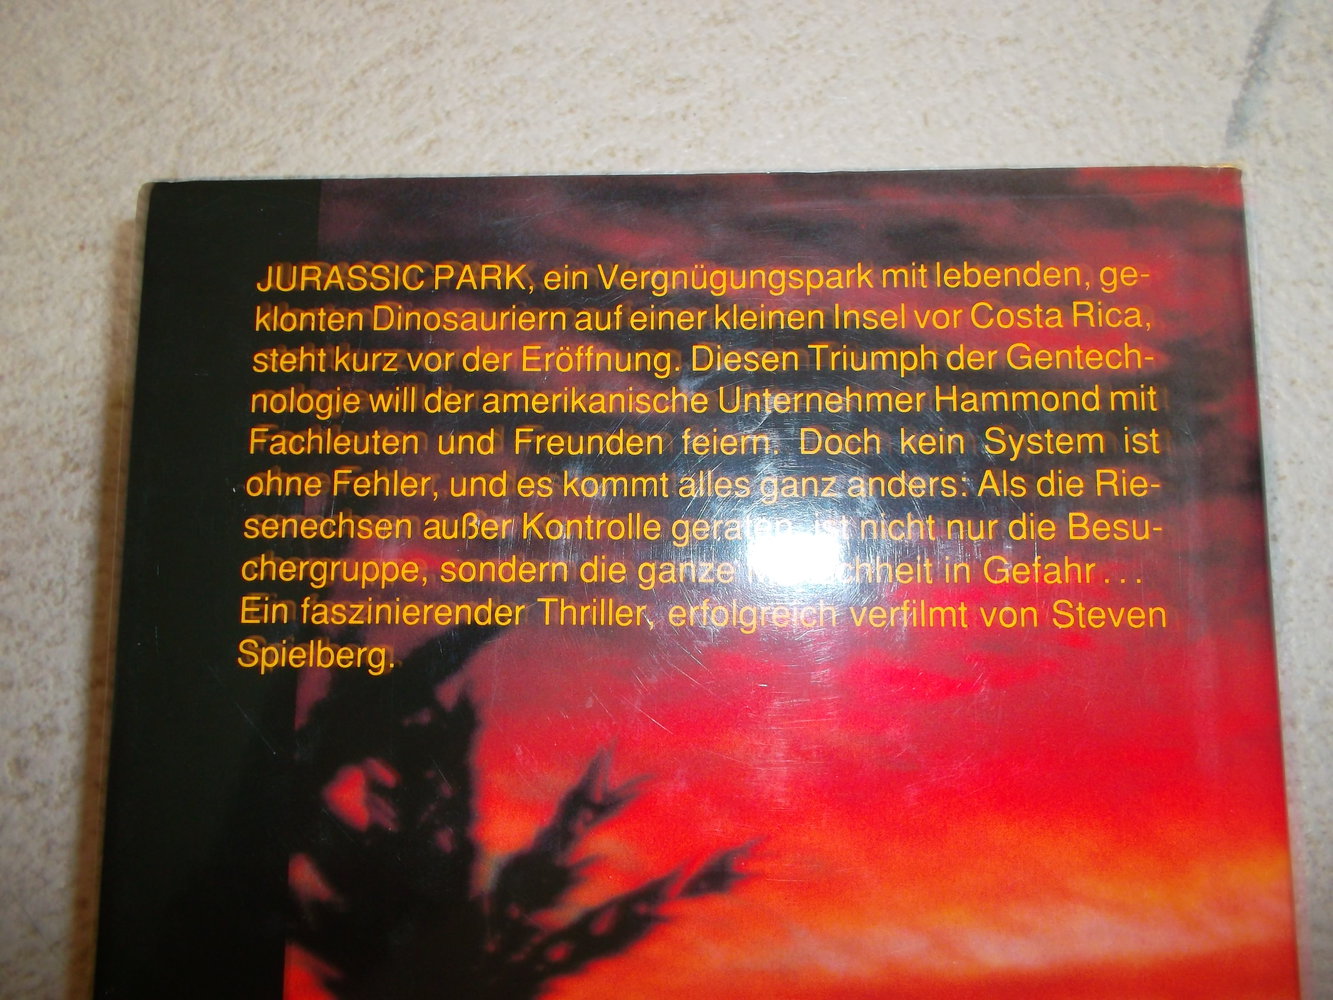 JURASSIC PARK, ein Vergnügungspark mit lebenden, ge-
klonten Dinosauriern auf einer kleinen Insel vor Costa Rica,
steht kurz vor der Eröffnung. Diesen Triumph der Gentech-
nologie will der amerikanische Unternehmer Hammond mit
Fachleuten und Freunden feiern. Doch kein System ist
ohne Fehler, und es kommt alles ganz anders: Als die Rie-
senechsen außer Kontrolle geraten, ist nicht nur die Besu-
chergruppe, sondern die ganze in Gefahr...
Ein faszinierender Thriller, erfolgreich verfilmt von Steven
Spielberg.